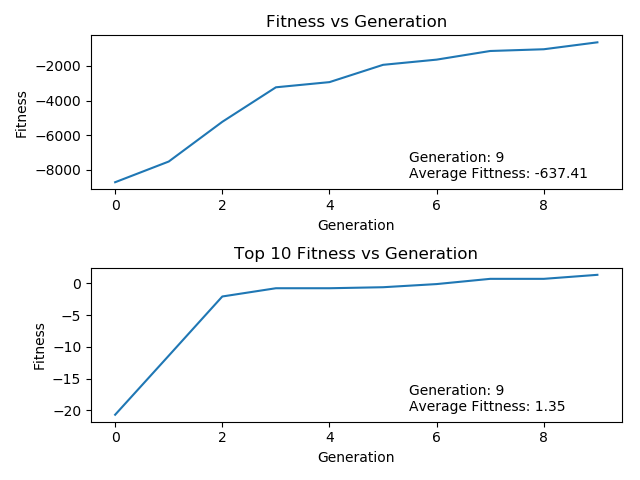 Fitness vs Generation
Fitness
−2000
−4000
−6000
−8000
Generation: 9
Average Fittness: -637.41
0 2 4 6 8
Generation
Top 10 Fitness vs Generation
Fitness
0
−5
−10
−15
−20
Generation: 9
Average Fittness: 1.35
0 2 4 6 8
Generation